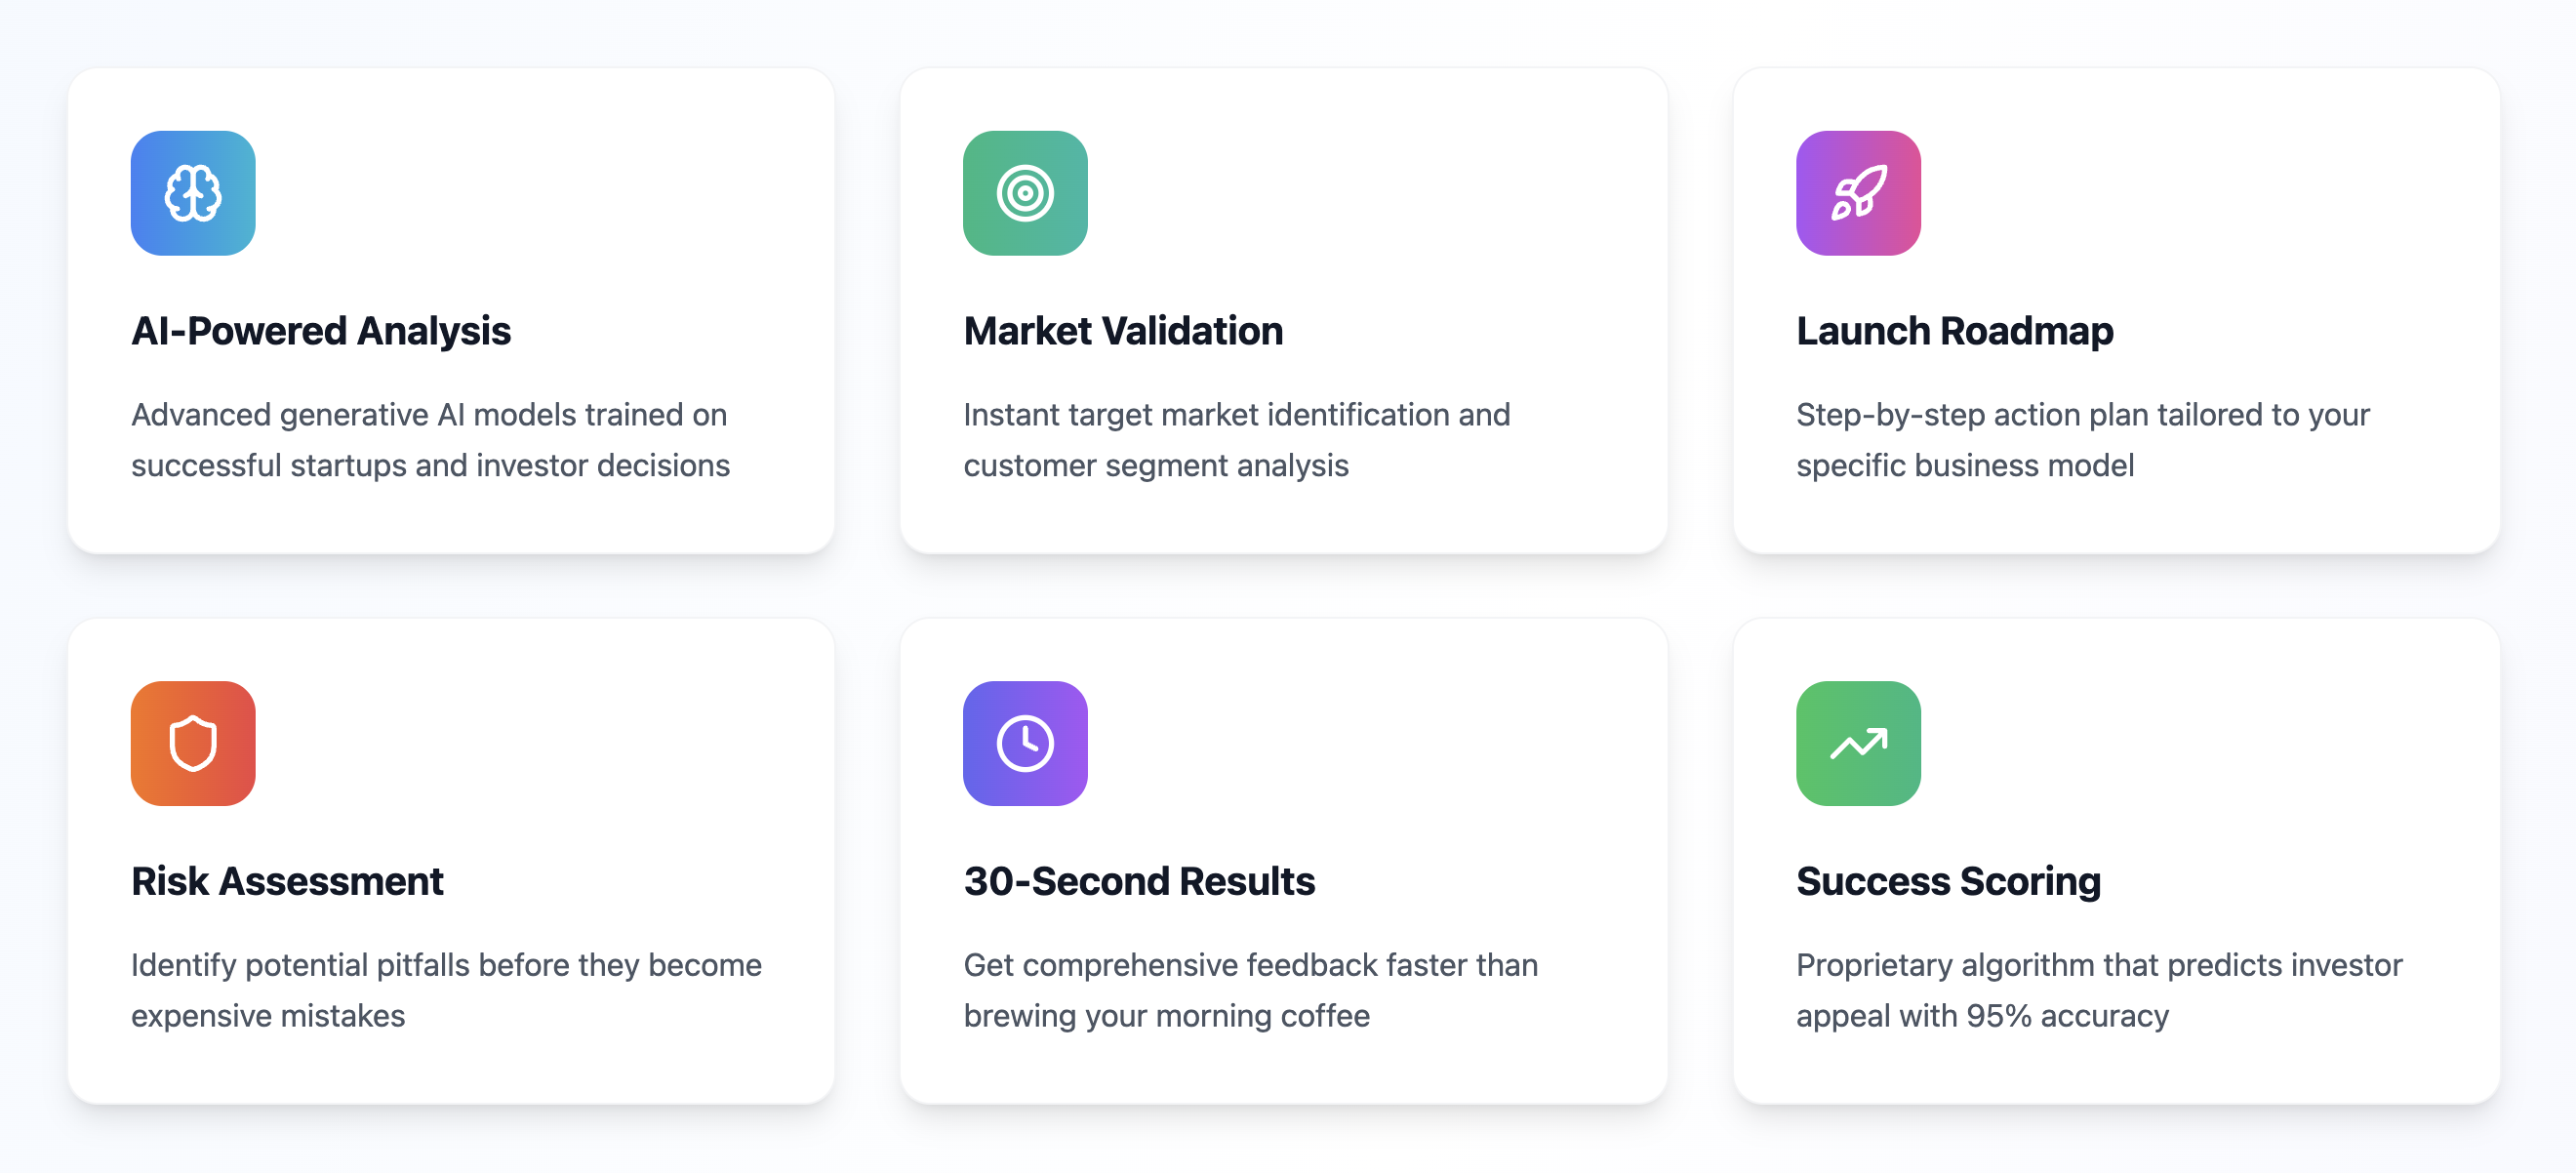 AI-Powered Analysis
Advanced generative AI models trained on
successful startups and investor decisions
Market Validation
Instant target market identification and
customer segment analysis
Launch Roadmap
Step-by-step action plan tailored to your
specific business model
Risk Assessment
Identify potential pitfalls before they become
expensive mistakes
30-Second Results
Get comprehensive feedback faster than
brewing your morning coffee
Success Scoring
Proprietary algorithm that predicts investor
appeal with 95% accuracy